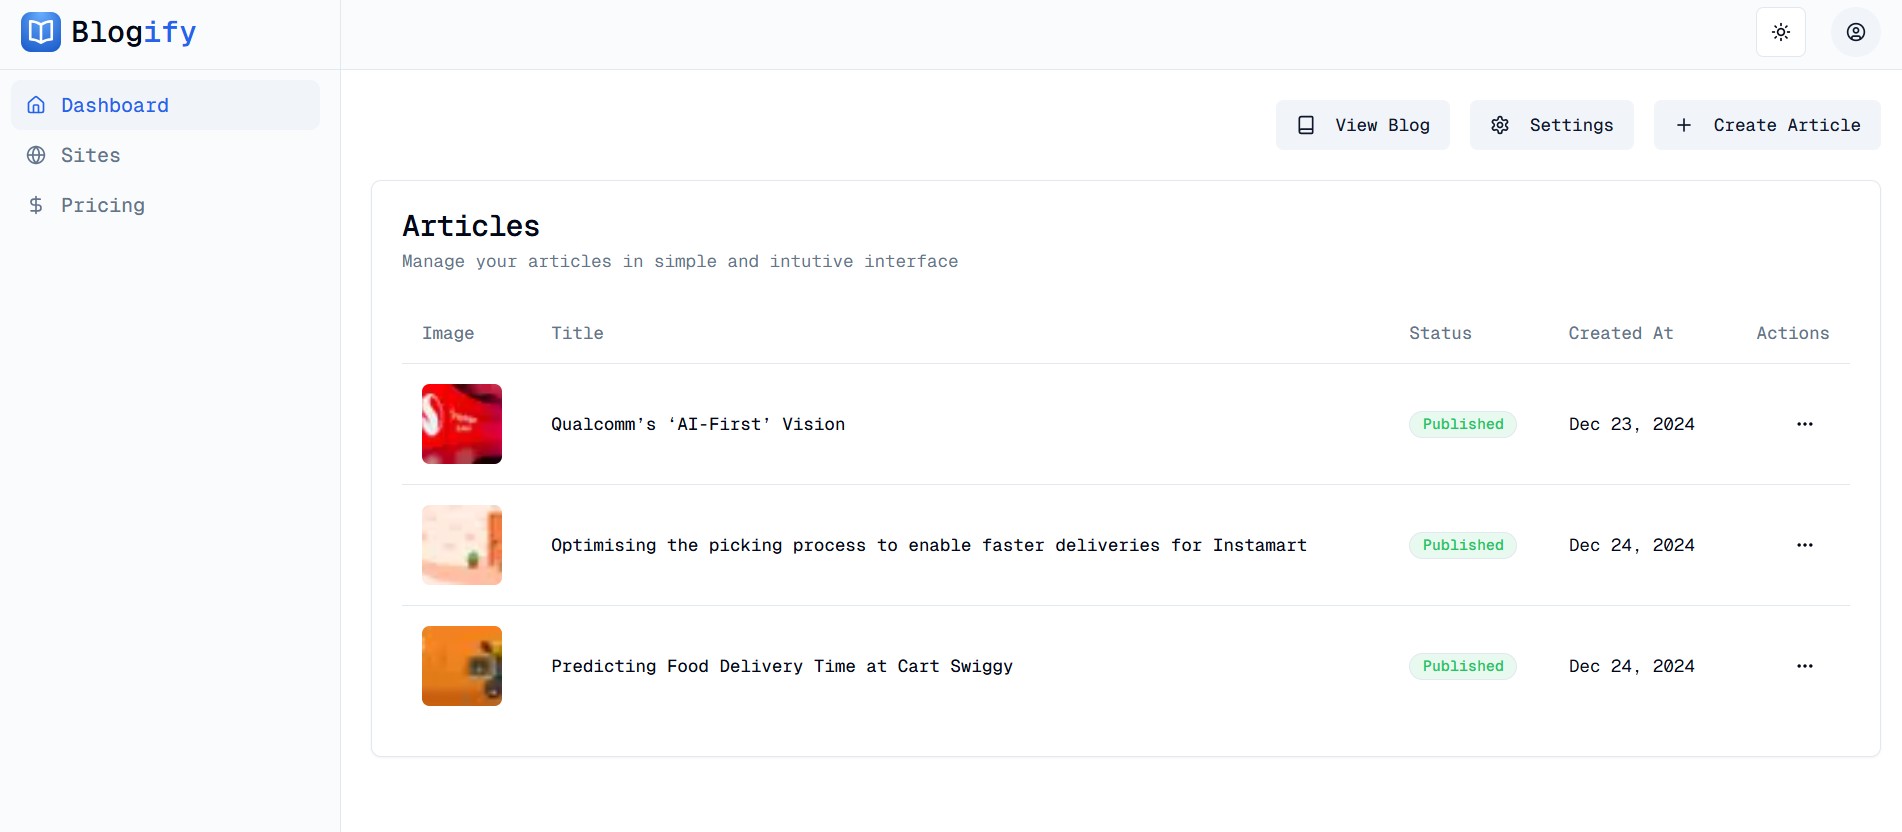 Blogify
Dashboard
Sites
Pricing
View Blog
Settings
Create Article
Articles
Manage your articles in simple and intutive interface
Image Title Status Created At Actions
Qualcomm’s ‘AI-First’ Vision Published Dec 23, 2024
Optimising the picking process to enable faster deliveries for Instamart Published Dec 24, 2024
Predicting Food Delivery Time at Cart Swiggy Published Dec 24, 2024